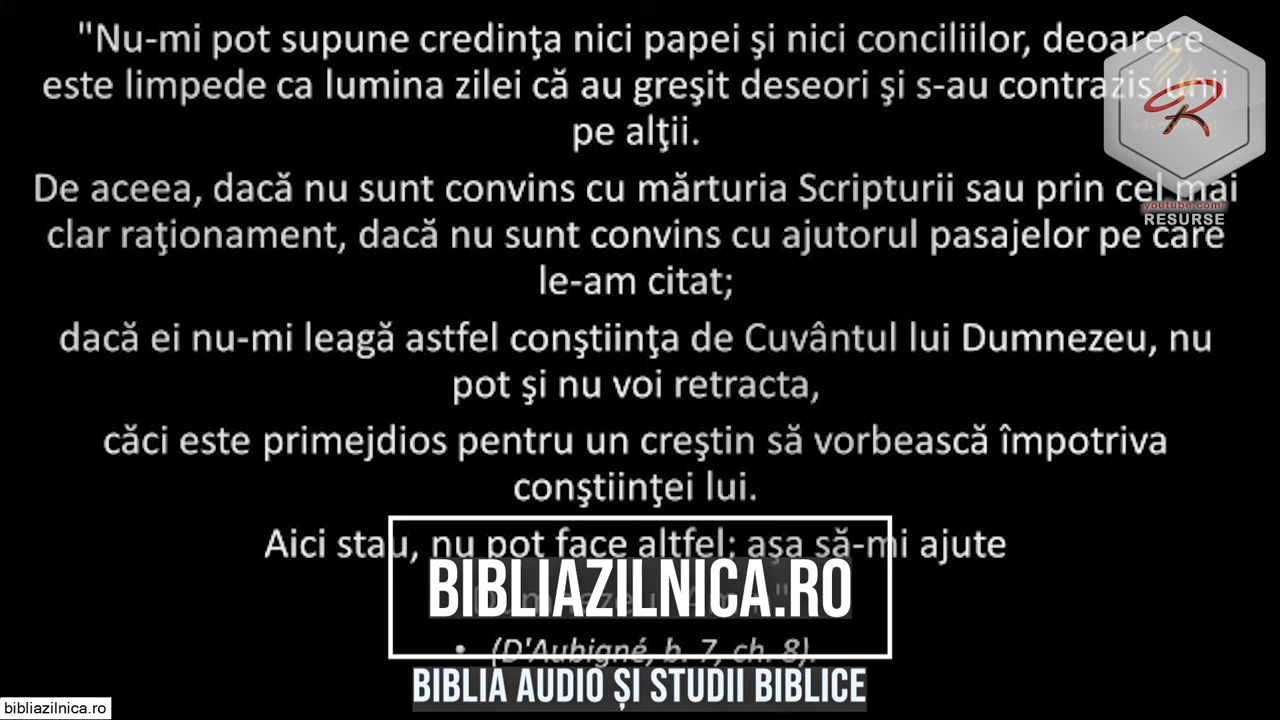 "Nu-mi pot supune credinţa nici papei şi nici conciliilor, deoarece
este limpede ca lumina zilei că au greşit deseori şi s-au contrazis unii
pe alţii.
De aceea, dacă nu sunt convins cu mărturia Scripturii sau prin cel mai
clar raţionament, dacă nu sunt convins cu ajutorul pasajelor pe care
le-am citat;
dacă ei nu-mi leagă astfel conştiinţa de Cuvântul lui Dumnezeu, nu
pot şi nu voi retracta,
căci este primejdios pentru un creştin să vorbească împotriva
conştiinţei lui.
Aici stau, nu pot face altfel; aşa să-mi ajute
• (D'Aubigné, b. 7, ch. 8).
BIBLIAZILNICA.RO
BIBLIA AUDIO ȘI STUDII BIBLICE
bibliazilnica.ro
R
youtube.com/
RESURSE